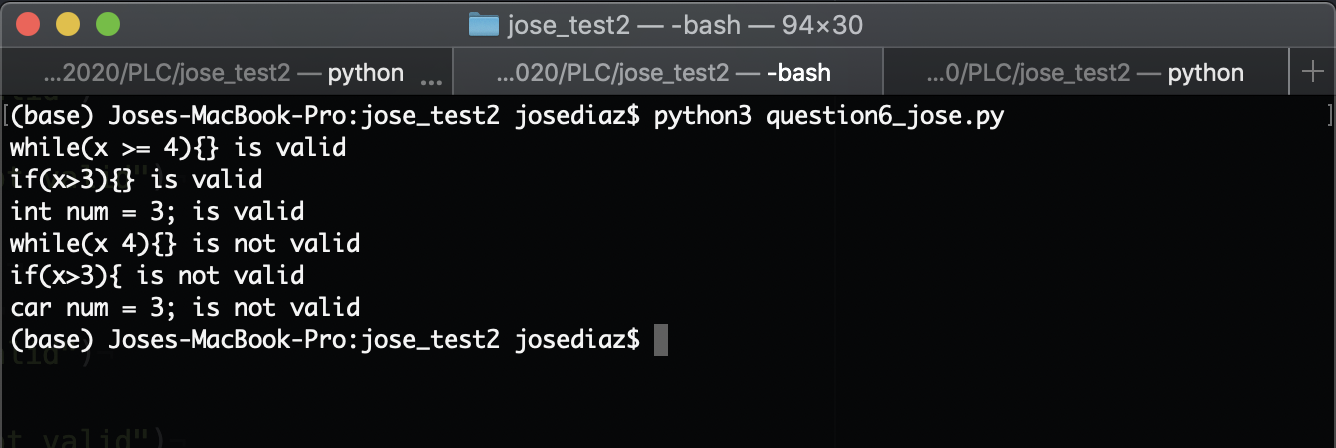 jose_test2 — -bash — 94×30
...2020/PLC/jose_test2 — python ... ...020/PLC/jose_test2 — -bash ...0/PLC/jose_test2 — python +
[(base) Joses-MacBook-Pro:jose_test2 josediaz$ python3 question6_jose.py ]
while(x >= 4){} is valid
if(x>3){} is valid
int num = 3; is valid
while(x 4){} is not valid
if(x>3){ is not valid
car num = 3; is not valid
(base) Joses-MacBook-Pro:jose_test2 josediaz$
ot valid")